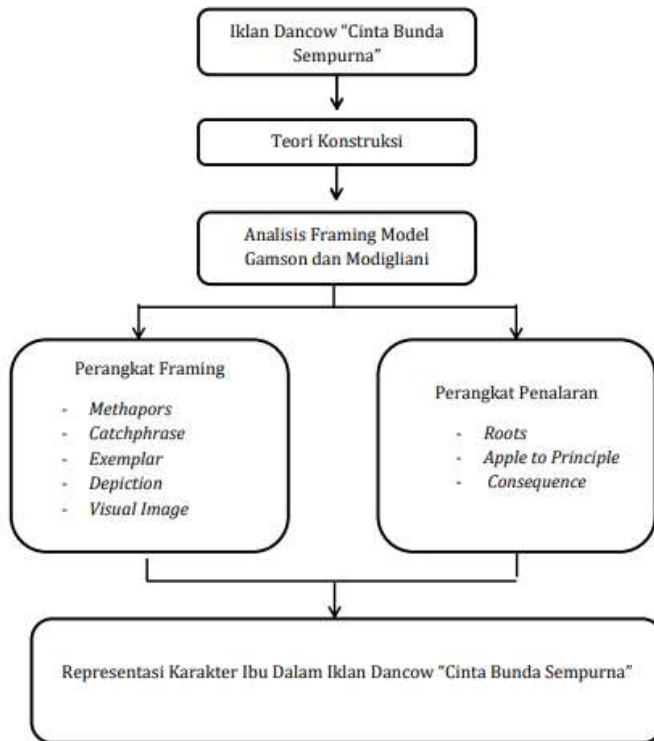 Iklan Dancow “Cinta Bunda
Sempurna”
Teori Konstruksi
Analisis Framing Model
Gamson dan Modigliani
Perangkat Framing
- Methapors
- Catchphrase
- Exemplar
- Depiction
- Visual Image
Perangkat Penalaran
- Roots
- Apple to Principle
- Consequence
Representasi Karakter Ibu Dalam Iklan Dancow “Cinta Bunda Sempurna”